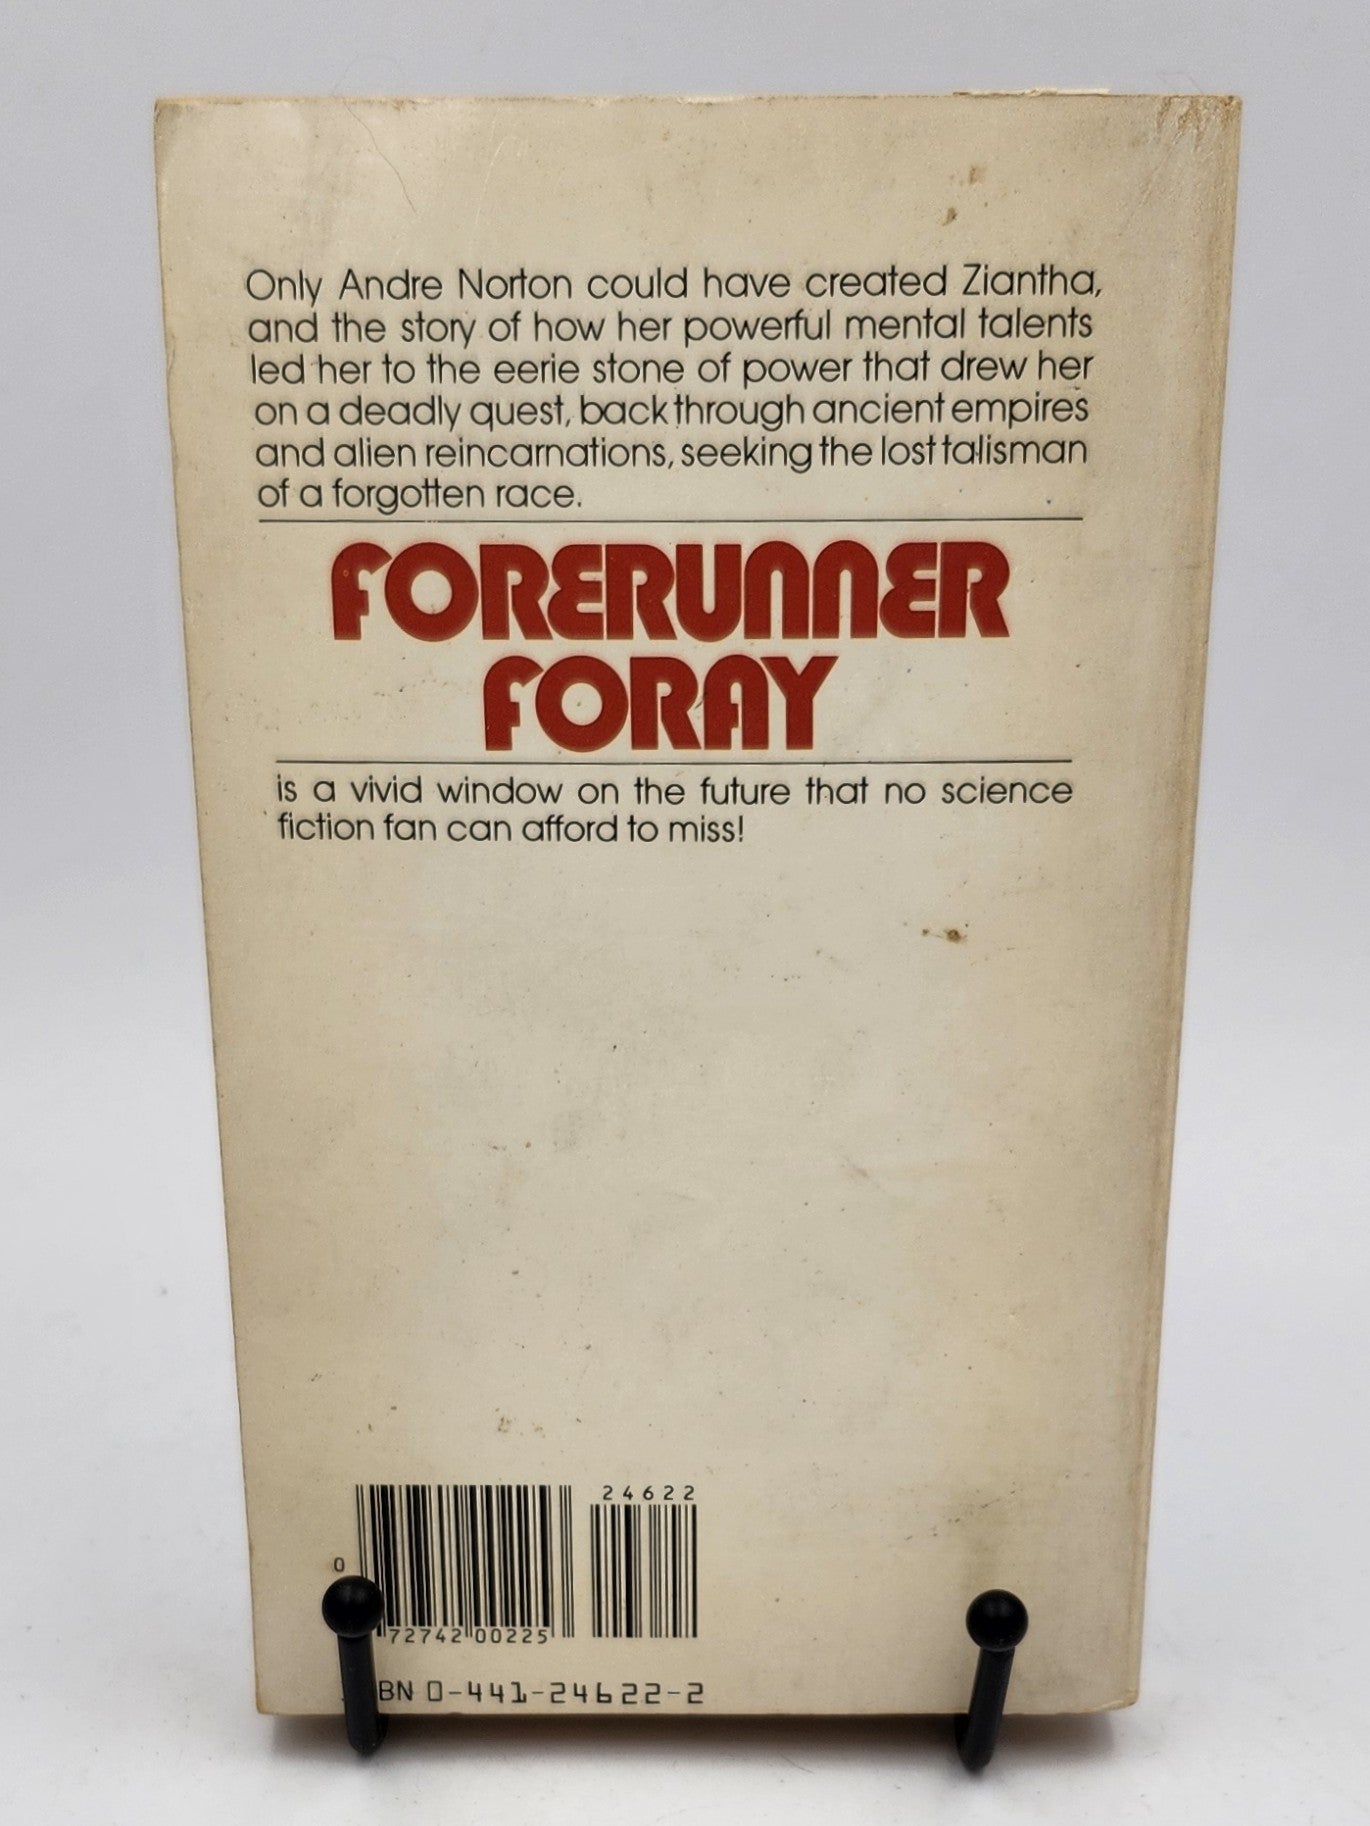 Only Andre Norton could have created Ziantha,
and the story of how her powerful mental talents
led her to the eerie stone of power that drew her
on a deadly quest, back through ancient empires
and alien reincarnations, seeking the lost talisman
of a forgotten race.
FORERUNNER
FORAY
is a vivid window on the future that no science
fiction fan can afford to miss!
24622
0
72742 00225
BN 0-441-24622-2